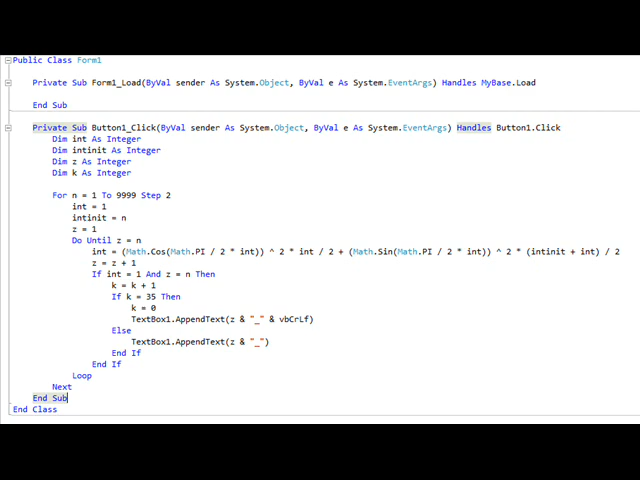 Public Class Form1
Private Sub Form1_Load(ByVal sender As System.Object, ByVal e As System.EventArgs) Handles MyBase.Load
End Sub
Private Sub Button1_Click(ByVal sender As System.Object, ByVal e As System.EventArgs) Handles Button1.Click
Dim int As Integer
Dim intinit As Integer
Dim z As Integer
Dim k As Integer
For n = 1 To 9999 Step 2
int = 1
intinit = n
z = 1
Do Until z = n
int = (Math.Cos(Math.PI / 2 * int)) ^ 2 * int / 2 + (Math.Sin(Math.PI / 2 * int)) ^ 2 * (intinit + int) / 2
z = z + 1
If int = 1 And z = n Then
k = k + 1
If k = 35 Then
k = 0
TextBox1.AppendText(z & "_" & vbCrLf)
Else
TextBox1.AppendText(z & "_")
End If
End If
Loop
Next
End Sub
End Class